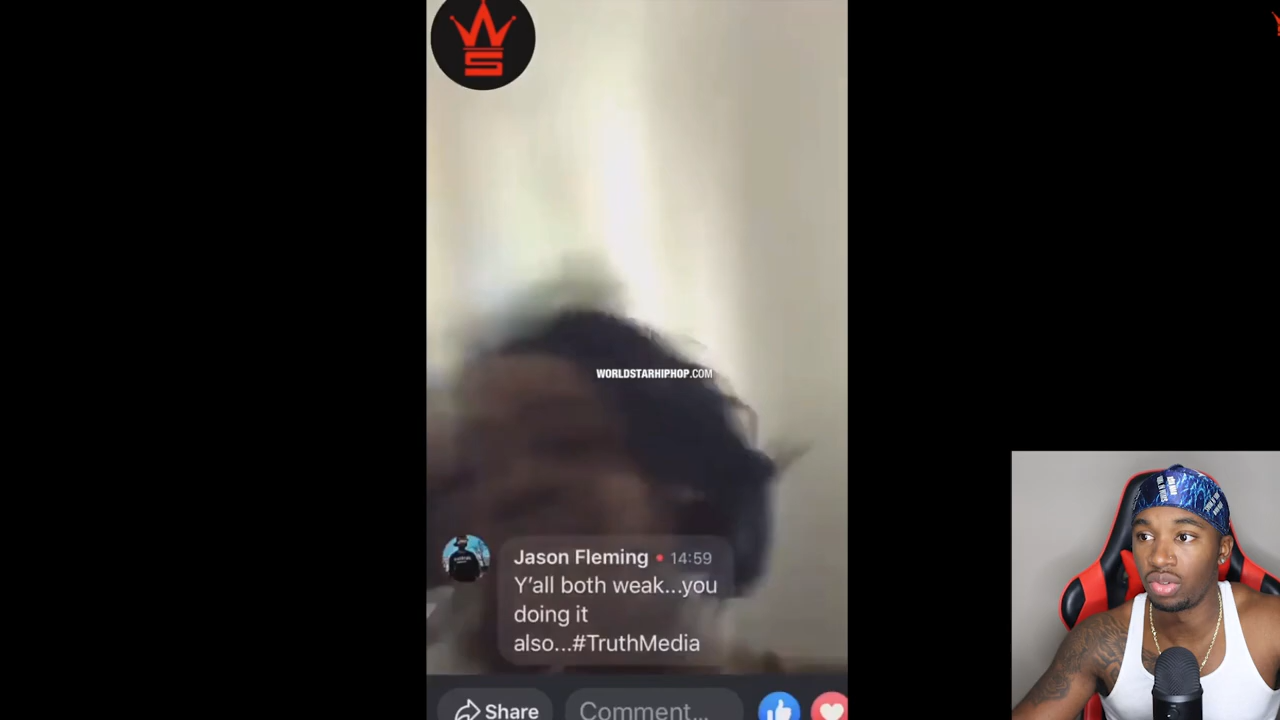 WORLDSTARHIPHOP.COM
Jason Fleming • 14:59
Y'all both weak...you
doing it
also...#TruthMedia
Share
Comment...